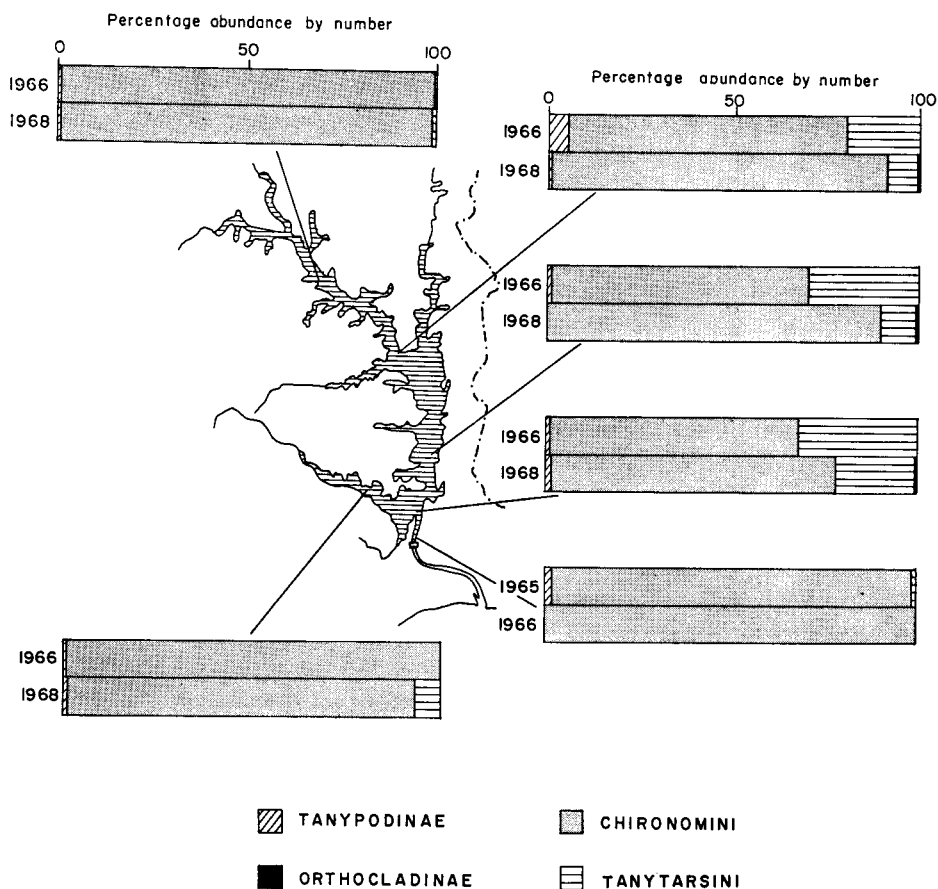 Percentage abundance by number
0 50 100
1966
1968
Percentage abundance by number
0 50 100
1966
1968
1966
1968
1966
1968
1965
1966
1966
1968
TANYPODINAE
CHIRONOMINI
ORTHOCLADINAE
TANYTARSINI